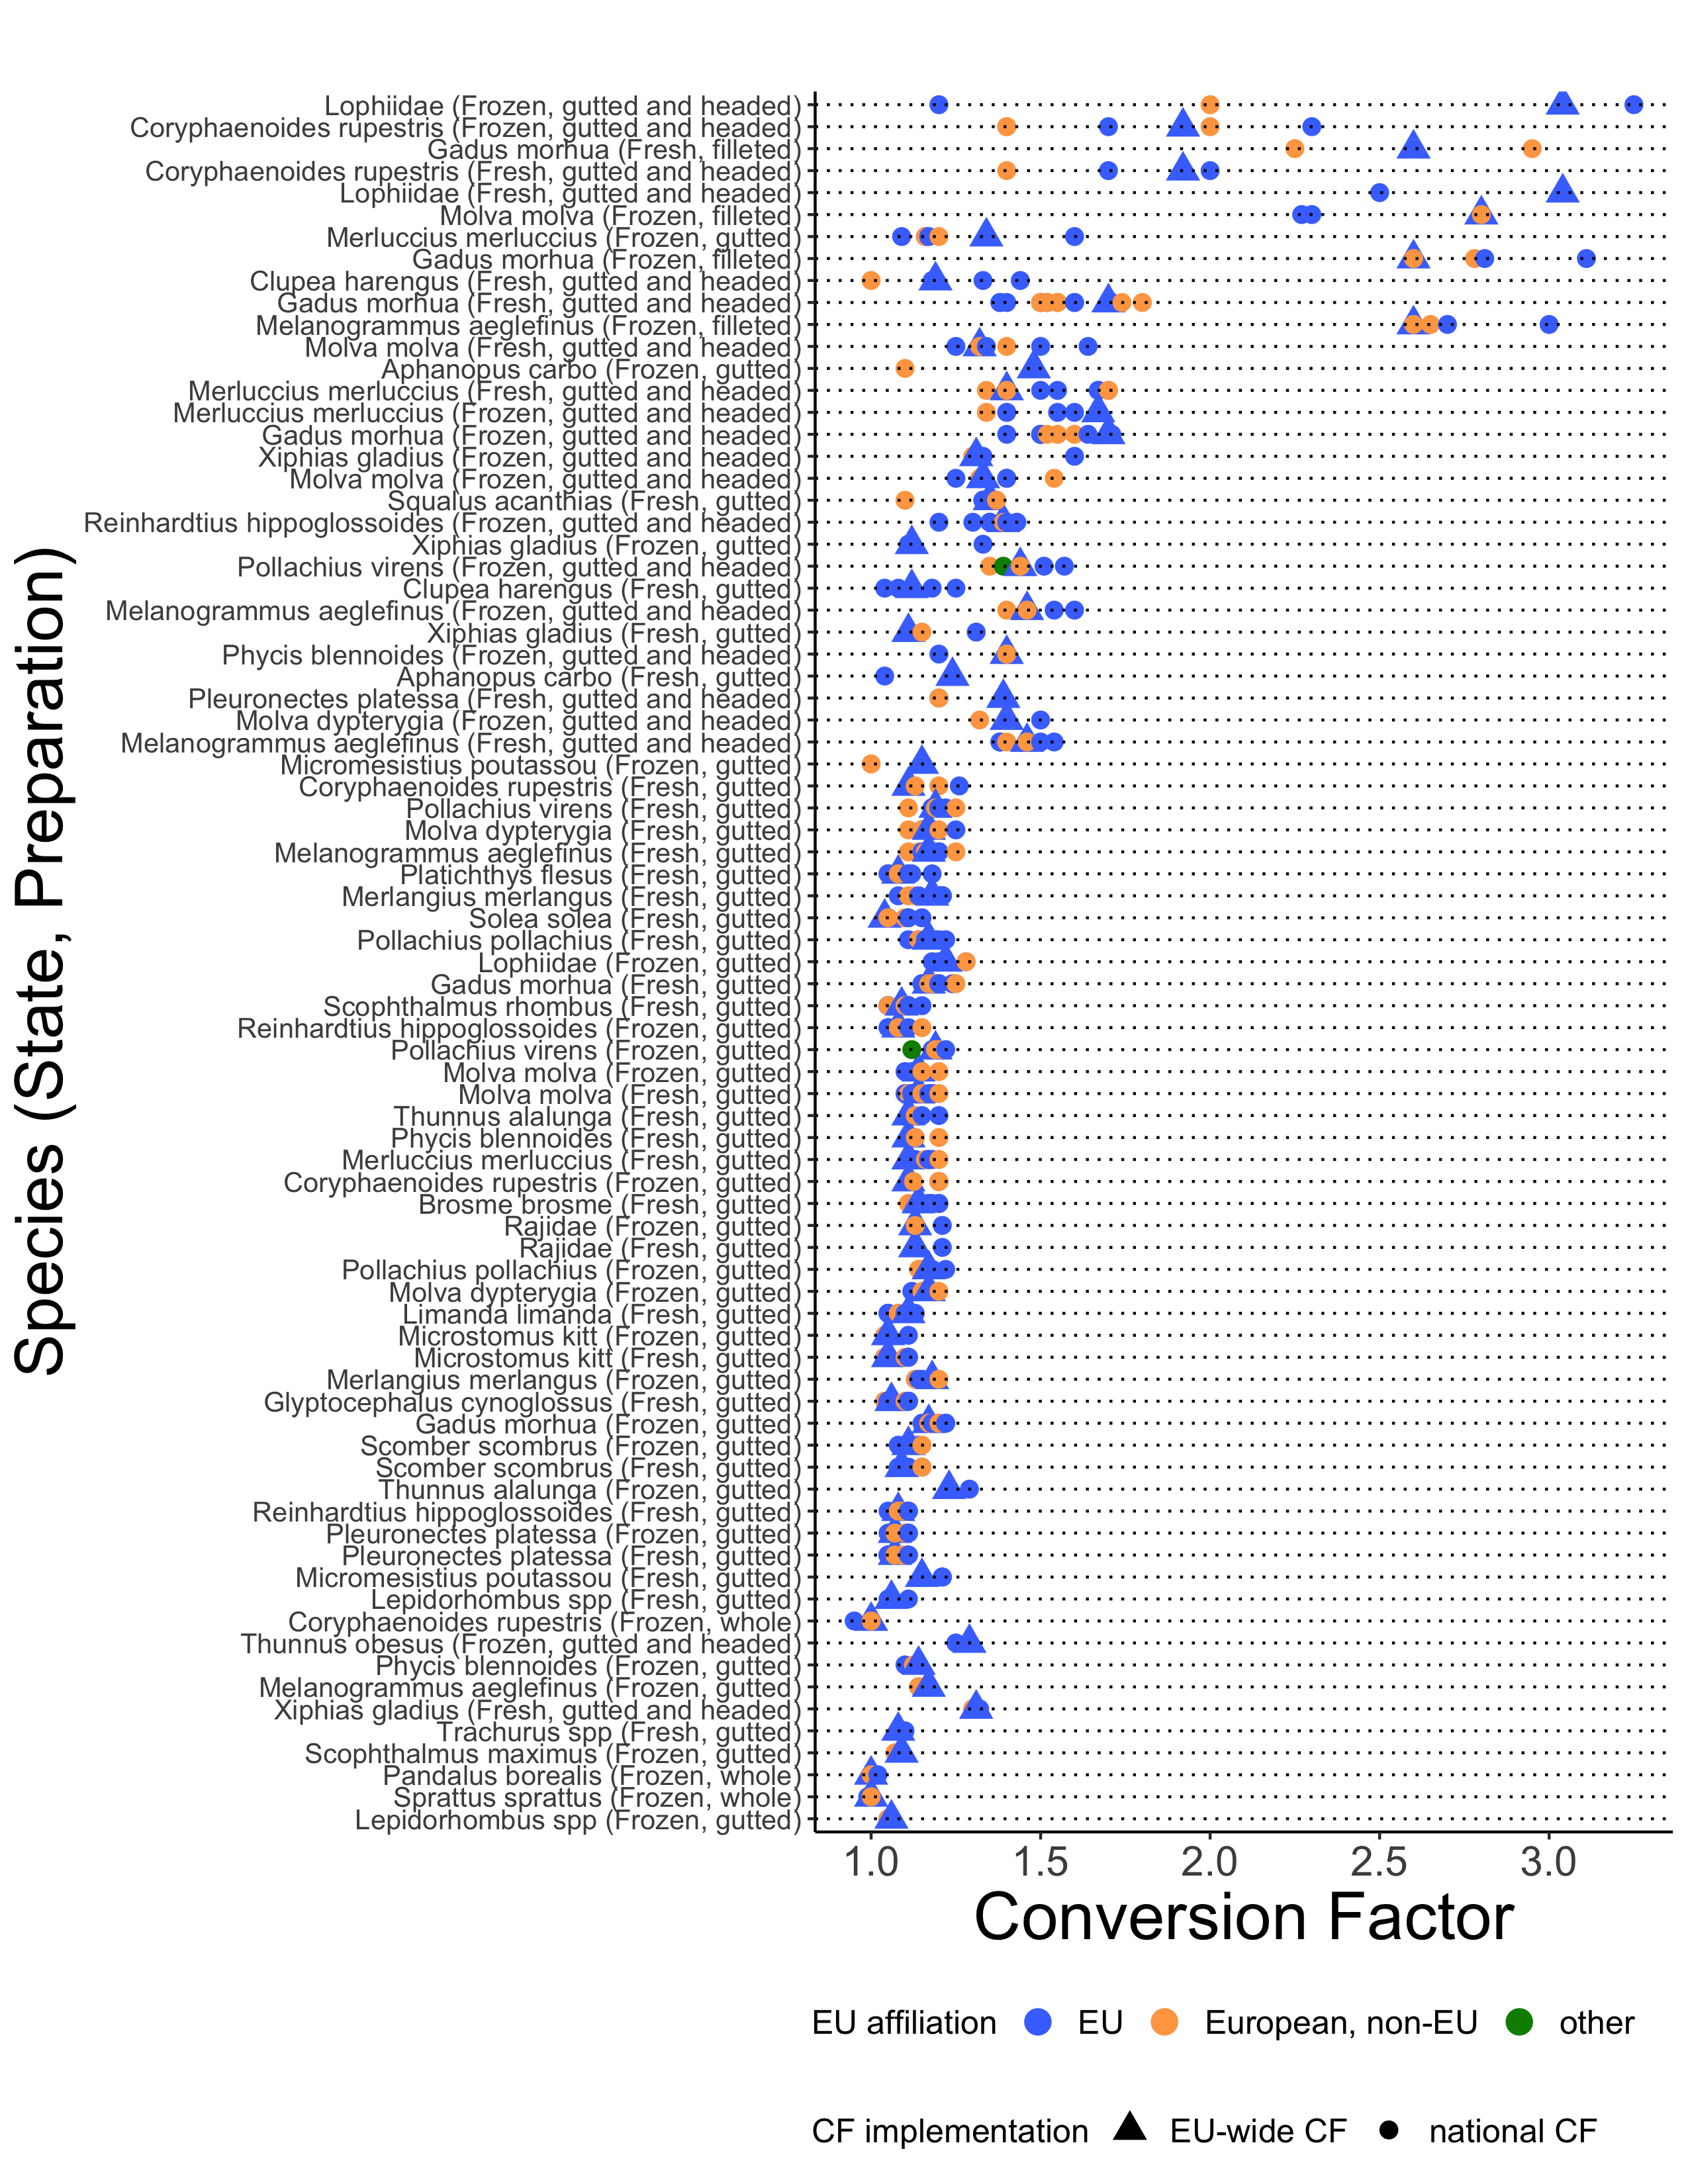 Species (State, Preparation)
Lophiidae (Frozen, gutted and headed)
Coryphaenoides rupestris (Frozen, gutted and headed)
Gadus morhua (Fresh, filleted)
Coryphaenoides rupestris (Fresh, gutted and headed)
Lophiidae (Fresh, gutted and headed)
Molva molva (Frozen, filleted)
Merluccius merluccius (Frozen, gutted)
Gadus morhua (Frozen, filleted)
Clupea harengus (Fresh, gutted and headed)
Gadus morhua (Fresh, gutted and headed)
Melanogrammus aeglefinus (Frozen, filleted)
Molva molva (Fresh, gutted and headed)
Aphanopus carbo (Frozen, gutted)
Merluccius merluccius (Fresh, gutted and headed)
Merluccius merluccius (Frozen, gutted and headed)
Gadus morhua (Frozen, gutted and headed)
Xiphias gladius (Frozen, gutted and headed)
Molva molva (Frozen, gutted and headed)
Squalus acanthias (Fresh, gutted)
Reinhardtius hippoglossoides (Frozen, gutted and headed)
Xiphias gladius (Frozen, gutted)
Pollachius virens (Frozen, gutted and headed)
Clupea harengus (Fresh, gutted)
Melanogrammus aeglefinus (Frozen, gutted and headed)
Xiphias gladius (Fresh, gutted)
Phycis blennoides (Frozen, gutted and headed)
Aphanopus carbo (Fresh, gutted)
Pleuronectes platessa (Fresh, gutted and headed)
Molva dypterygia (Frozen, gutted and headed)
Melanogrammus aeglefinus (Fresh, gutted and headed)
Micromesistius poutassou (Frozen, gutted)
Coryphaenoides rupestris (Fresh, gutted)
Pollachius virens (Fresh, gutted)
Molva dypterygia (Fresh, gutted)
Melanogrammus aeglefinus (Fresh, gutted)
Platichthys flesus (Fresh, gutted)
Merlangius merlangus (Fresh, gutted)
Solea solea (Fresh, gutted)
Pollachius pollachius (Fresh, gutted)
Lophiidae (Frozen, gutted)
Gadus morhua (Fresh, gutted)
Scophthalmus rhombus (Fresh, gutted)
Reinhardtius hippoglossoides (Frozen, gutted)
Pollachius virens (Frozen, gutted)
Molva molva (Frozen, gutted)
Molva molva (Fresh, gutted)
Thunnus alalunga (Fresh, gutted)
Phycis blennoides (Fresh, gutted)
Merluccius merluccius (Fresh, gutted)
Coryphaenoides rupestris (Frozen, gutted)
Brosme brosme (Fresh, gutted)
Rajidae (Frozen, gutted)
Rajidae (Fresh, gutted)
Pollachius pollachius (Frozen, gutted)
Molva dypterygia (Frozen, gutted)
Limanda limanda (Fresh, gutted)
Microstomus kitt (Frozen, gutted)
Microstomus kitt (Fresh, gutted)
Merlangius merlangus (Frozen, gutted)
Glyptocephalus cynoglossus (Fresh, gutted)
Gadus morhua (Frozen, gutted)
Scomber scombrus (Frozen, gutted)
Scomber scombrus (Fresh, gutted)
Thunnus alalunga (Frozen, gutted)
Reinhardtius hippoglossoides (Fresh, gutted)
Pleuronectes platessa (Frozen, gutted)
Pleuronectes platessa (Fresh, gutted)
Micromesistius poutassou (Fresh, gutted)
Lepidorhombus spp (Fresh, gutted)
Coryphaenoides rupestris (Frozen, whole)
Thunnus obesus (Frozen, gutted and headed)
Phycis blennoides (Frozen, gutted)
Melanogrammus aeglefinus (Frozen, gutted)
Xiphias gladius (Fresh, gutted and headed)
Trachurus spp (Fresh, gutted)
Scophthalmus maximus (Frozen, gutted)
Pandalus borealis (Frozen, whole)
Sprattus sprattus (Frozen, whole)
Lepidorhombus spp (Frozen, gutted)
1.0 1.5 2.0 2.5 3.0
Conversion Factor
EU affiliation EU European, non-EU other
CF implementation EU-wide CF national CF